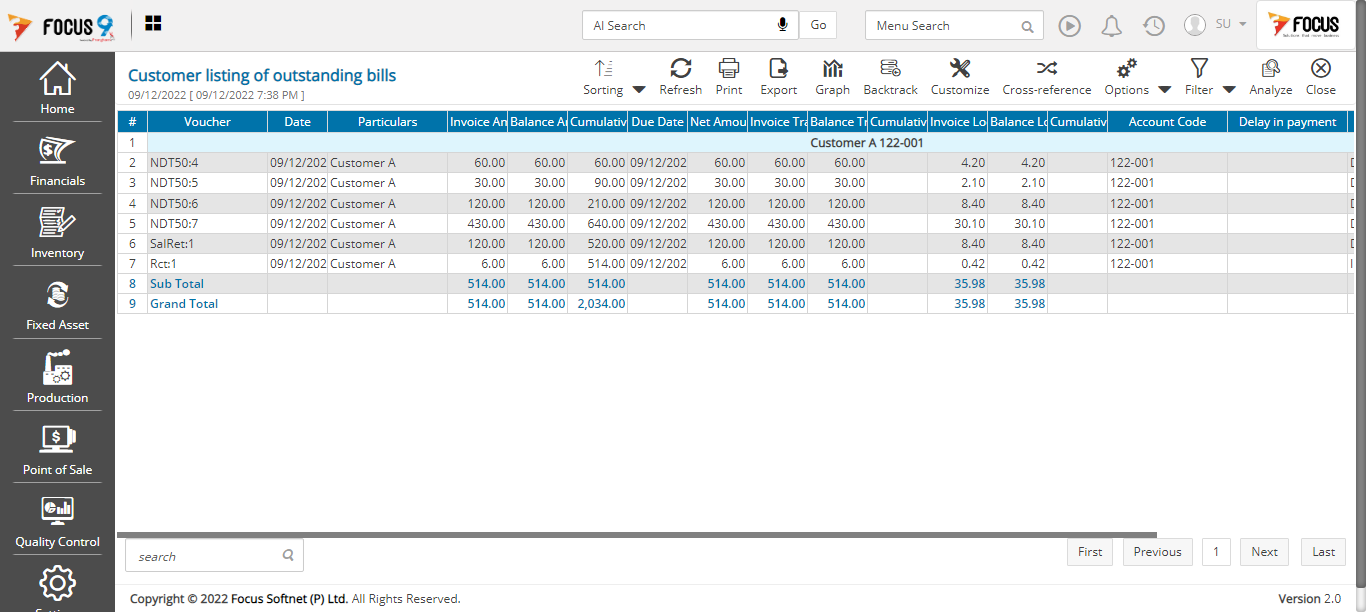 FOCUS 9
AI Search
Go
Menu Search
SU
FOCUS
Customer listing of outstanding bills
09/12/2022 [ 09/12/2022 7:38 PM ]
Sorting Refresh Print Export Graph Backtrack Customize Cross-reference Options Filter Analyze Close
Home
Financials
Inventory
Fixed Asset
Production
Point of Sale
Quality Control
# Voucher Date Particulars Invoice An Balance A Cumulativ Due Date Net Amou Invoice Tra Balance Tr Cumulativ Invoice Lo Balance Lo Cumulativ Account Code Delay in payment
1 Customer A 122-001
2 NDT50:4 09/12/202 Customer A 60.00 60.00 60.00 09/12/202 60.00 60.00 60.00 4.20 4.20 122-001
3 NDT50:5 09/12/202 Customer A 30.00 30.00 90.00 09/12/202 30.00 30.00 30.00 2.10 2.10 122-001
4 NDT50:6 09/12/202 Customer A 120.00 120.00 210.00 09/12/202 120.00 120.00 120.00 8.40 8.40 122-001
5 NDT50:7 09/12/202 Customer A 430.00 430.00 640.00 09/12/202 430.00 430.00 430.00 30.10 30.10 122-001
6 SalRet:1 09/12/202 Customer A 120.00 120.00 520.00 09/12/202 120.00 120.00 120.00 8.40 8.40 122-001
7 Rct:1 09/12/202 Customer A 6.00 6.00 514.00 09/12/202 6.00 6.00 6.00 0.42 0.42 122-001
8 Sub Total 514.00 514.00 514.00 514.00 514.00 514.00 35.98 35.98
9 Grand Total 514.00 514.00 2,034.00 514.00 514.00 514.00 35.98 35.98
search
First Previous 1 Next Last
Copyright © 2022 Focus Softnet (P) Ltd. All Rights Reserved.
Version 2.0